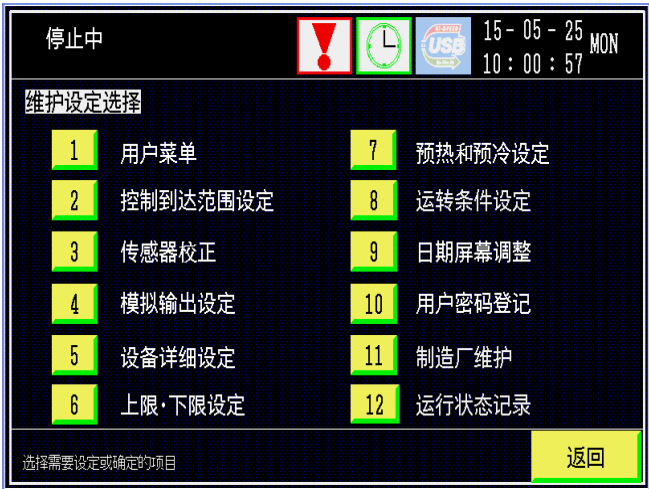 停止中
USB
15-05-25 MON
10:00:57
维护设定选择
1 用户菜单
2 控制到达范围设定
3 传感器校正
4 模拟输出设定
5 设备详细设定
6 上限·下限设定
7 预热和预冷设定
8 运转条件设定
9 日期屏幕调整
10 用户密码登记
11 制造厂维护
12 运行状态记录
选择需要设定或确定的项目
返回